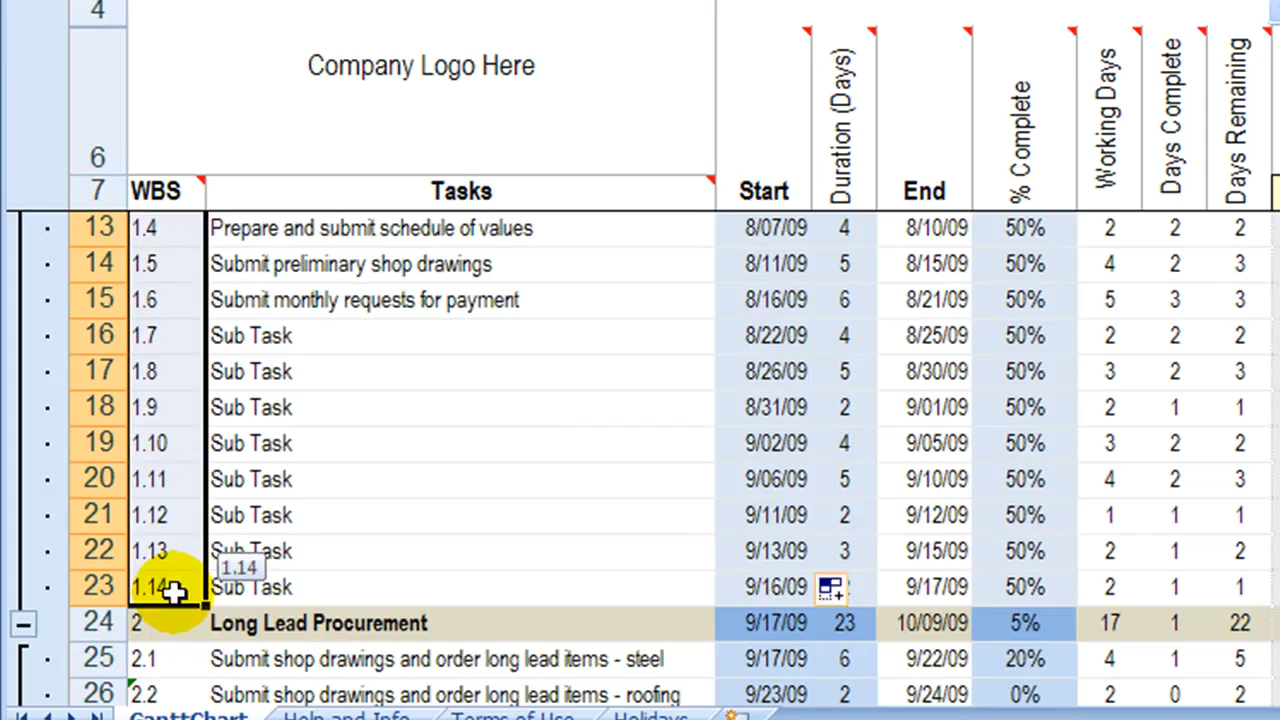 4
Company Logo Here
6
Duration (Days)
% Complete
Working Days
Days Complete
Days Remaining
7 WBS Tasks Start End
13 1.4 Prepare and submit schedule of values 8/07/09 4 8/10/09 50% 2 2 2
14 1.5 Submit preliminary shop drawings 8/11/09 5 8/15/09 50% 4 2 3
15 1.6 Submit monthly requests for payment 8/16/09 6 8/21/09 50% 5 3 3
16 1.7 Sub Task 8/22/09 4 8/25/09 50% 2 2 2
17 1.8 Sub Task 8/26/09 5 8/30/09 50% 3 2 3
18 1.9 Sub Task 8/31/09 2 9/01/09 50% 2 1 1
19 1.10 Sub Task 9/02/09 4 9/05/09 50% 3 2 2
20 1.11 Sub Task 9/06/09 5 9/10/09 50% 4 2 3
21 1.12 Sub Task 9/11/09 2 9/12/09 50% 1 1 1
22 1.13 Sub Task 9/13/09 3 9/15/09 50% 2 1 2
1.14
23 1.14 Sub Task 9/16/09 9/17/09 50% 2 1 1
24 2 Long Lead Procurement 9/17/09 23 10/09/09 5% 17 1 22
25 2.1 Submit shop drawings and order long lead items - steel 9/17/09 6 9/22/09 20% 4 1 5
26 2.2 Submit shop drawings and order long lead items - roofing 9/23/09 2 9/24/09 0% 2 0 2
GanttChart Help and Info Terms of Use Holidays